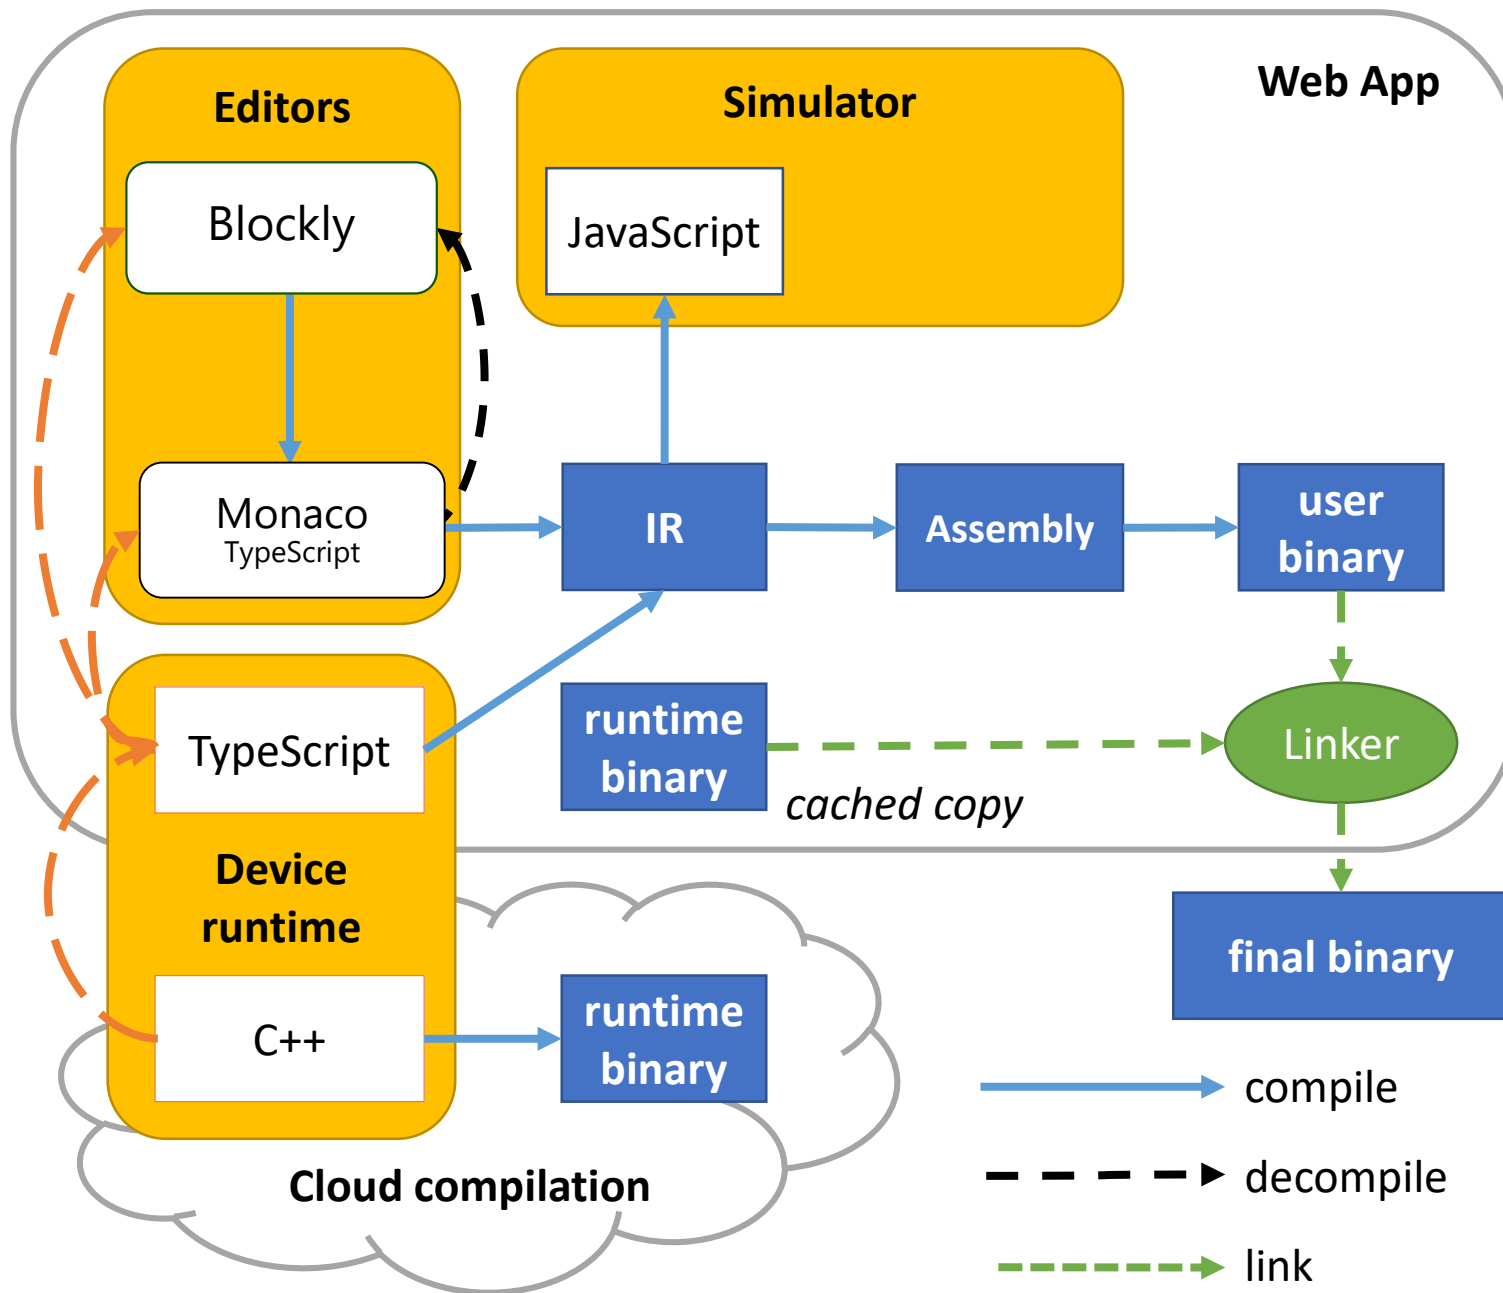 Web App
Editors
Simulator
Blockly
JavaScript
Monaco
TypeScript
IR
Assembly
user
binary
TypeScript
runtime
binary
cached copy
Linker
Device
runtime
final binary
C++
runtime
binary
Cloud compilation
compile
decompile
link